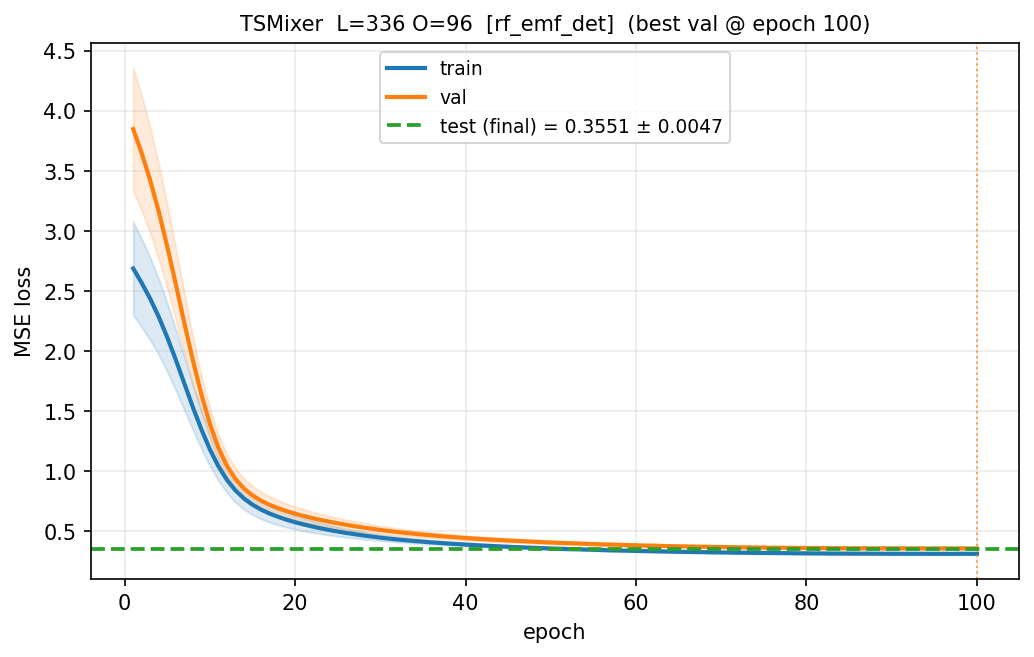 TSMixer  L=336 O=96  [rf_emf_det]  (best val @ epoch 100)
train
val
test (final) = 0.3551 ± 0.0047
MSE loss
4.5
4.0
3.5
3.0
2.5
2.0
1.5
1.0
0.5
0 20 40 60 80 100
epoch